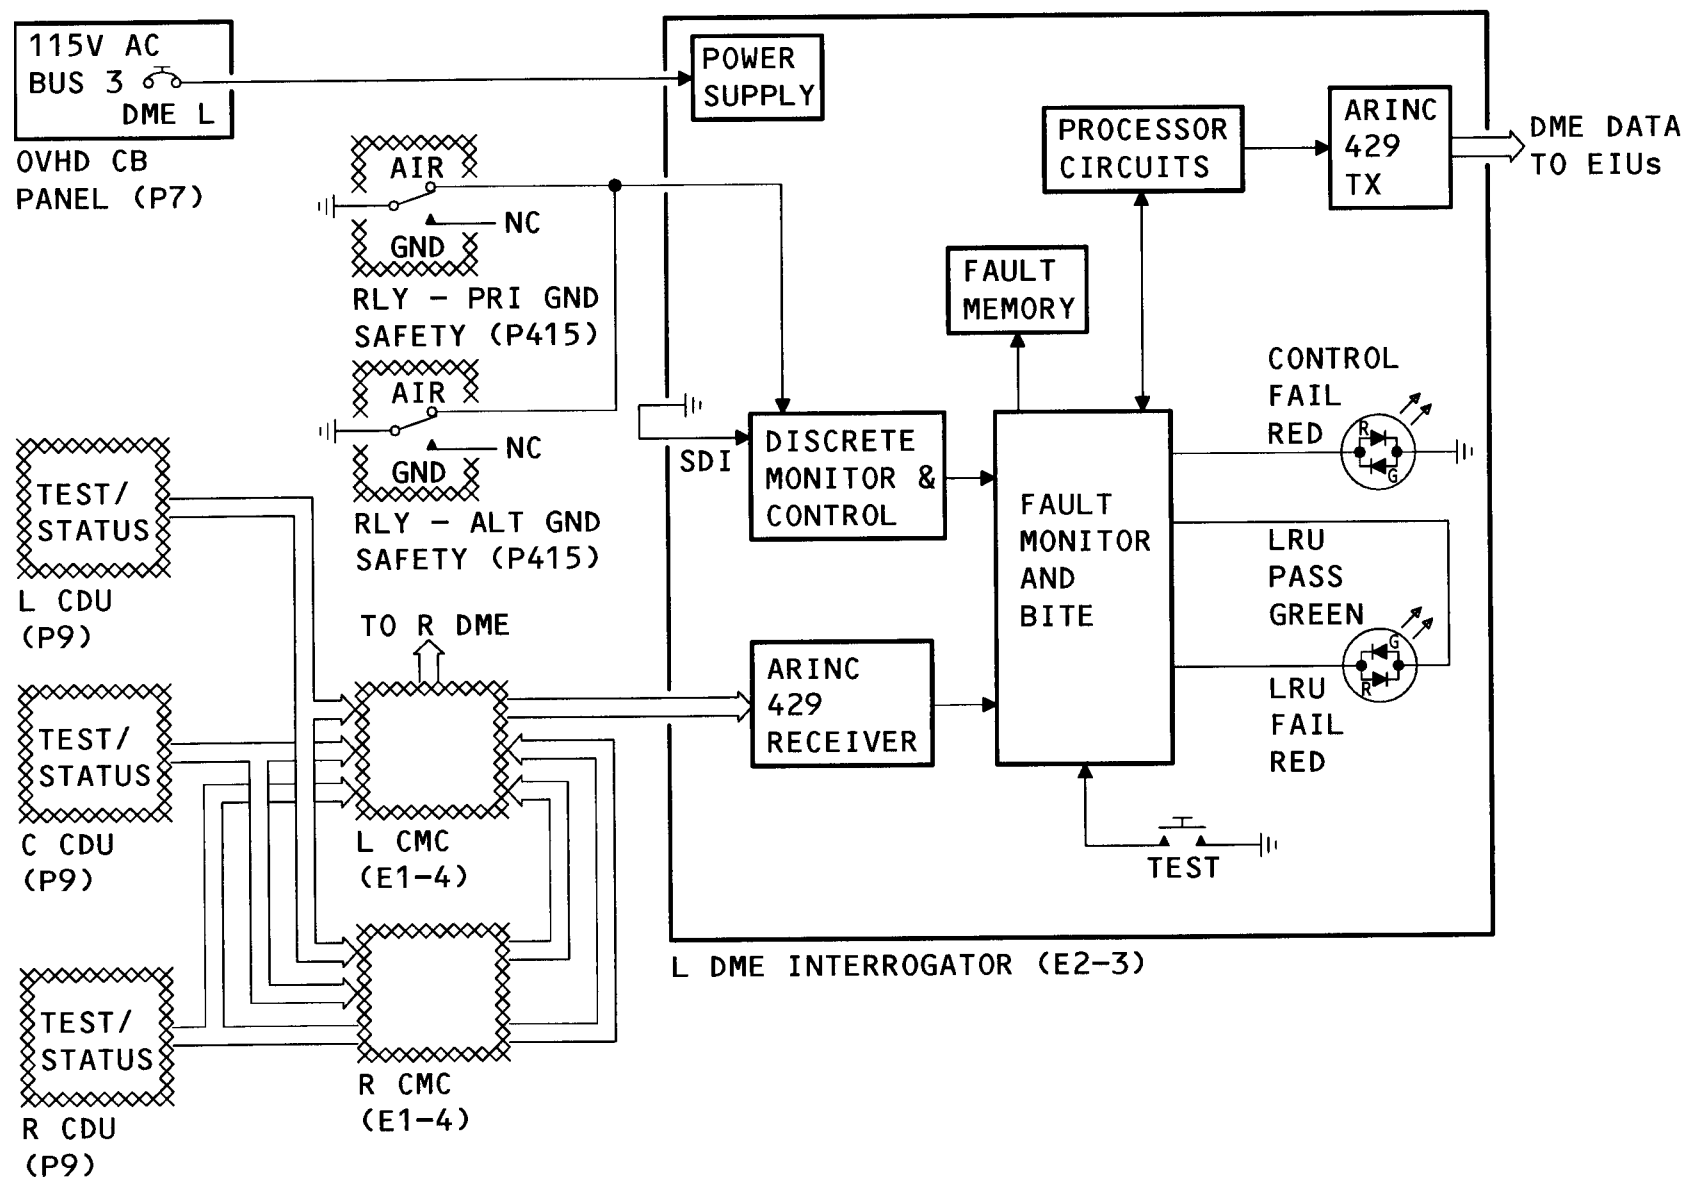 115V AC
BUS 3
DME L
OVHD CB
PANEL (P7)
POWER
SUPPLY
AIR
NC
GND
RLY - PRI GND
SAFETY (P415)
AIR
NC
GND
RLY - ALT GND
SAFETY (P415)
PROCESSOR
CIRCUITS
ARINC
429
TX
DME DATA
TO EIUs
FAULT
MEMORY
SDI
DISCRETE
MONITOR &
CONTROL
FAULT
MONITOR
AND
BITE
CONTROL
FAIL
RED
R
G
LRU
PASS
GREEN
G
R
LRU
FAIL
RED
TEST/
STATUS
L CDU
(P9)
TO R DME
ARINC
429
RECEIVER
TEST/
STATUS
C CDU
(P9)
L CMC
(E1-4)
TEST
L DME INTERROGATOR (E2-3)
TEST/
STATUS
R CDU
(P9)
R CMC
(E1-4)